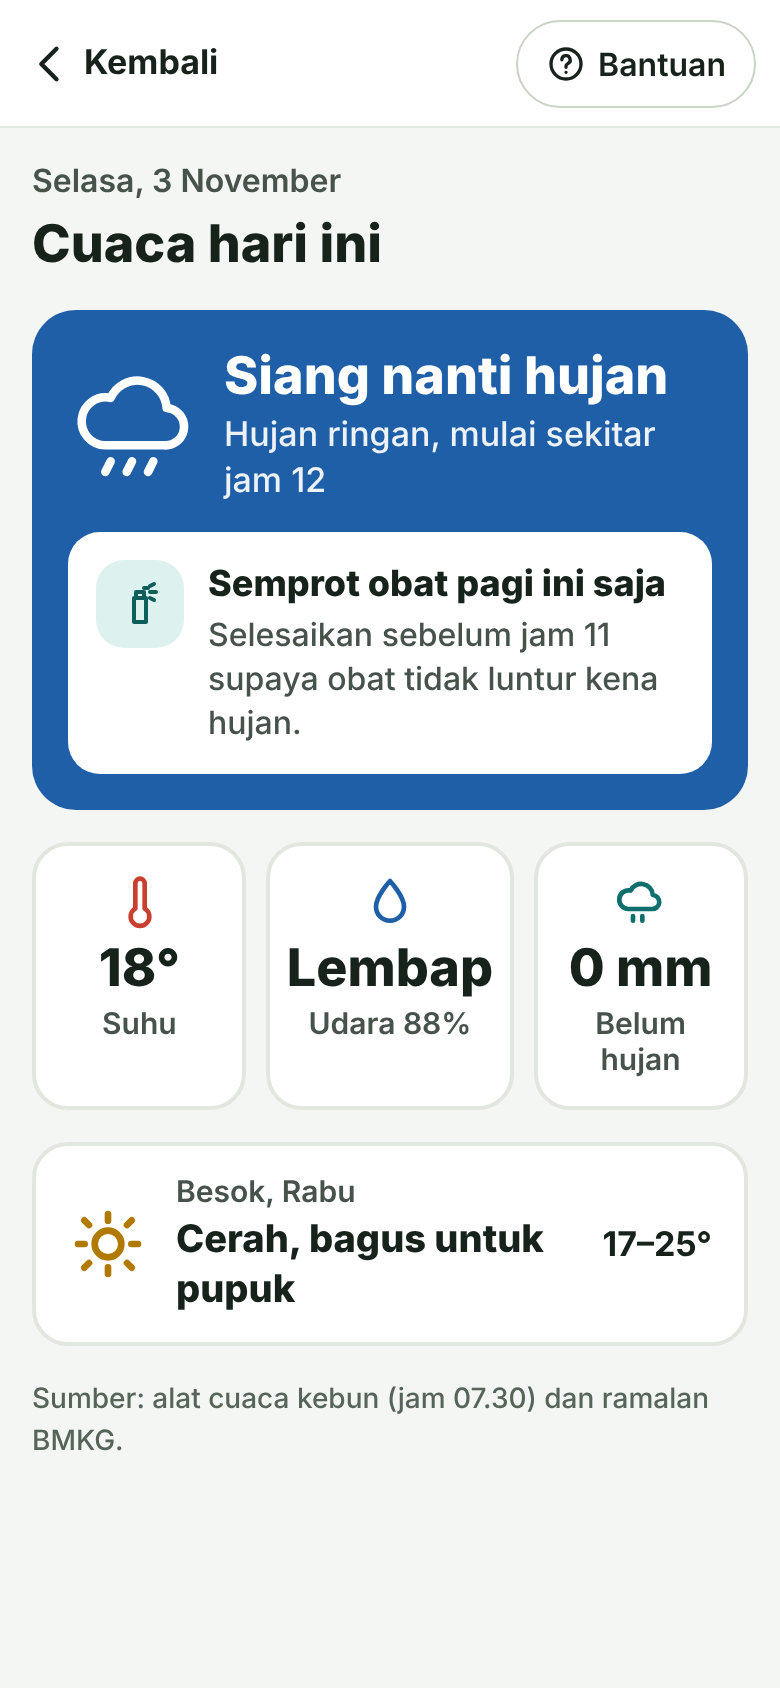 Kembali
Bantuan
Selasa, 3 November
Cuaca hari ini
Siang nanti hujan
Hujan ringan, mulai sekitar
jam 12
Semprot obat pagi ini saja
Selesaikan sebelum jam 11
supaya obat tidak luntur kena
hujan.
18°
Suhu
Lembap
Udara 88%
0 mm
Belum
hujan
Besok, Rabu
Cerah, bagus untuk
pupuk
17–25°
Sumber: alat cuaca kebun (jam 07.30) dan ramalan
BMKG.